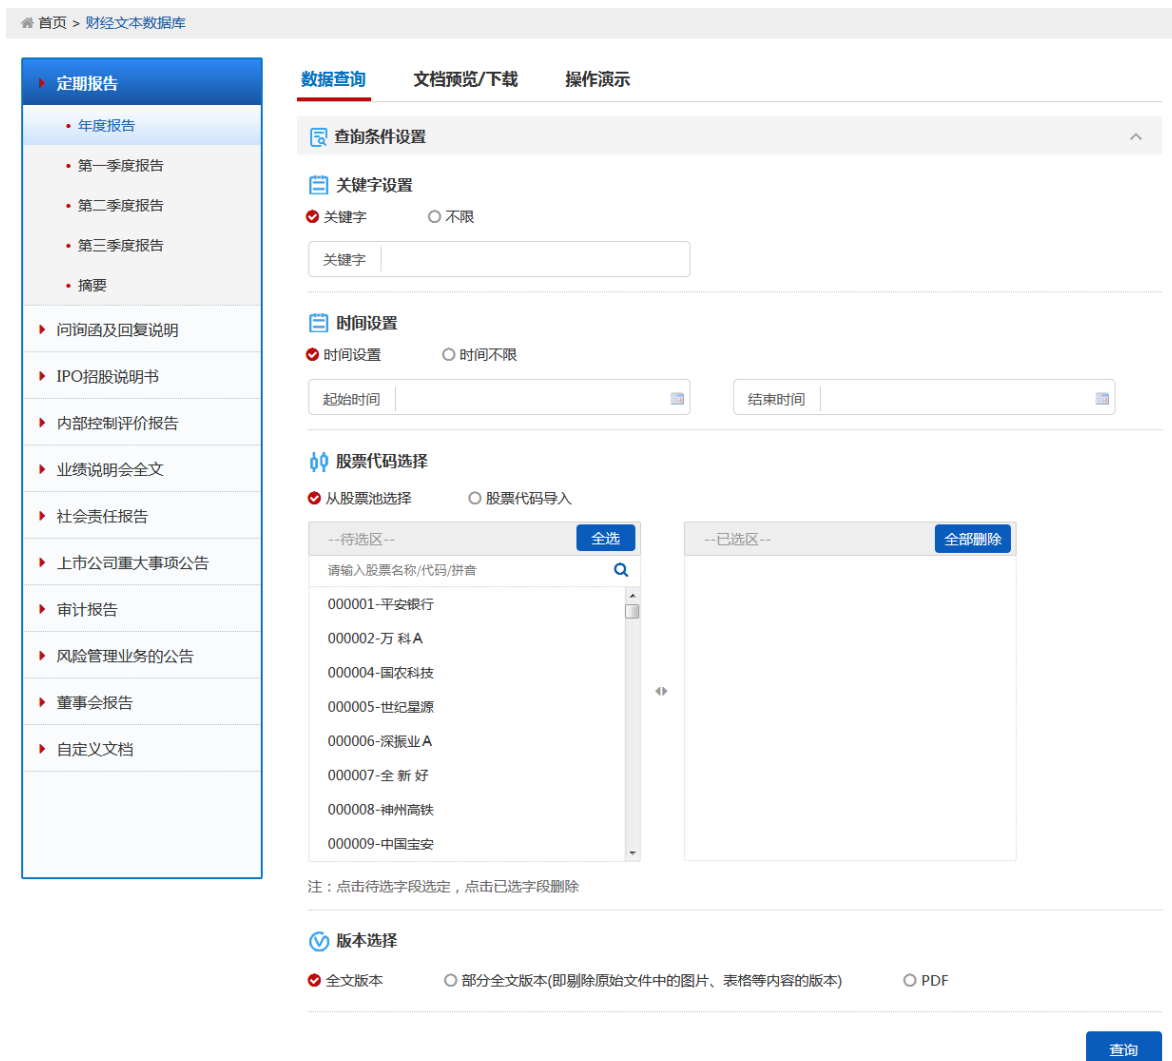 首页 > 财经文本数据库
定期报告
年度报告
第一季度报告
第二季度报告
第三季度报告
摘要
问询函及回复说明
IPO招股说明书
内部控制评价报告
业绩说明会全文
社会责任报告
上市公司重大事项公告
审计报告
风险管理业务的公告
董事会报告
自定义文档
数据查询 文档预览/下载 操作演示
查询条件设置
关键字设置
关键字 不限
关键字
时间设置
时间设置 时间不限
起始时间 结束时间
股票代码选择
从股票池选择 股票代码导入
--待选区-- 全选 --已选区-- 全部删除
请输入股票名称/代码/拼音
000001-平安银行
000002-万 科A
000004-国农科技
000005-世纪星源
000006-深振业A
000007-全 新 好
000008-神州高铁
000009-中国宝安
注：点击待选字段选定，点击已选字段删除
版本选择
全文版本 部分全文版本(即剔除原始文件中的图片、表格等内容的版本) PDF
查询